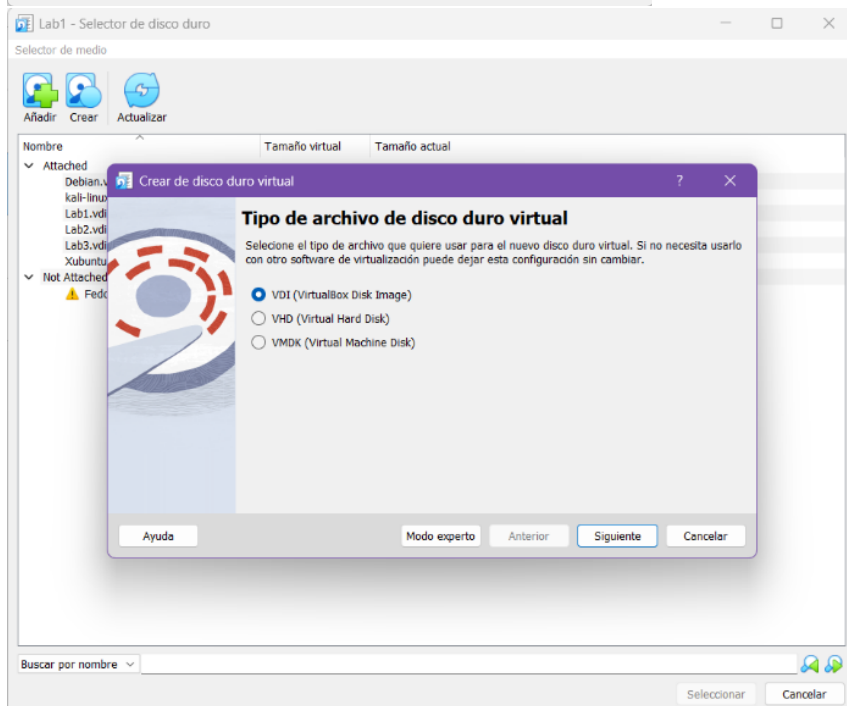 Lab1 - Selector de disco duro
Selector de medio
Añadir Crear Actualizar
Nombre Tamaño virtual Tamaño actual
Attached
Debian.v
kali-linux
Lab1.vdi
Lab2.vdi
Lab3.vdi
Xubuntu
Not Attached
Fedo
Crear de disco duro virtual ?
Tipo de archivo de disco duro virtual
Selecione el tipo de archivo que quiere usar para el nuevo disco duro virtual. Si no necesita usarlo
con otro software de virtualización puede dejar esta configuración sin cambiar.
VDI (VirtualBox Disk Image)
VHD (Virtual Hard Disk)
VMDK (Virtual Machine Disk)
Ayuda Modo experto Anterior Siguiente Cancelar
Buscar por nombre
Seleccionar Cancelar